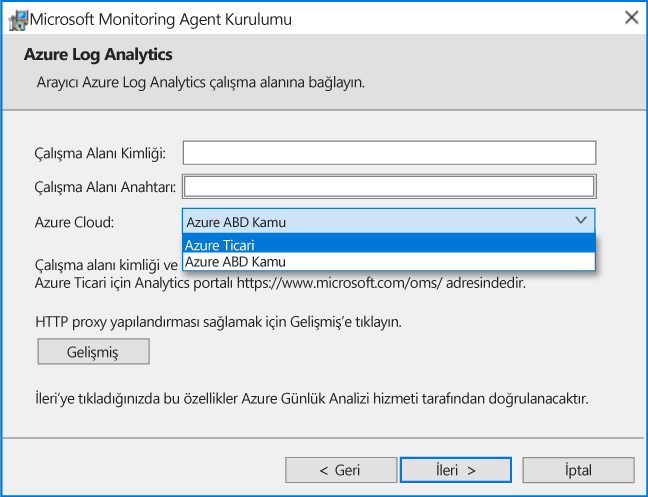 Microsoft Monitoring Agent Kurulumu
Azure Log Analytics
Arayıcı Azure Log Analytics çalışma alanına bağlayın.
Çalışma Alanı Kimliği:
Çalışma Alanı Anahtarı:
Azure Cloud: Azure ABD Kamu
Azure Ticari
Azure ABD Kamu
Çalışma alanı kimliği ve
Azure Ticari için Analytics portalı https://www.microsoft.com/oms/ adresindedir.
HTTP proxy yapılandırması sağlamak için Gelişmiş'e tıklayın.
Gelişmiş
İleri'ye tıkladığınızda bu özellikler Azure Günlük Analizi hizmeti tarafından doğrulanacaktır.
< Geri İleri > İptal